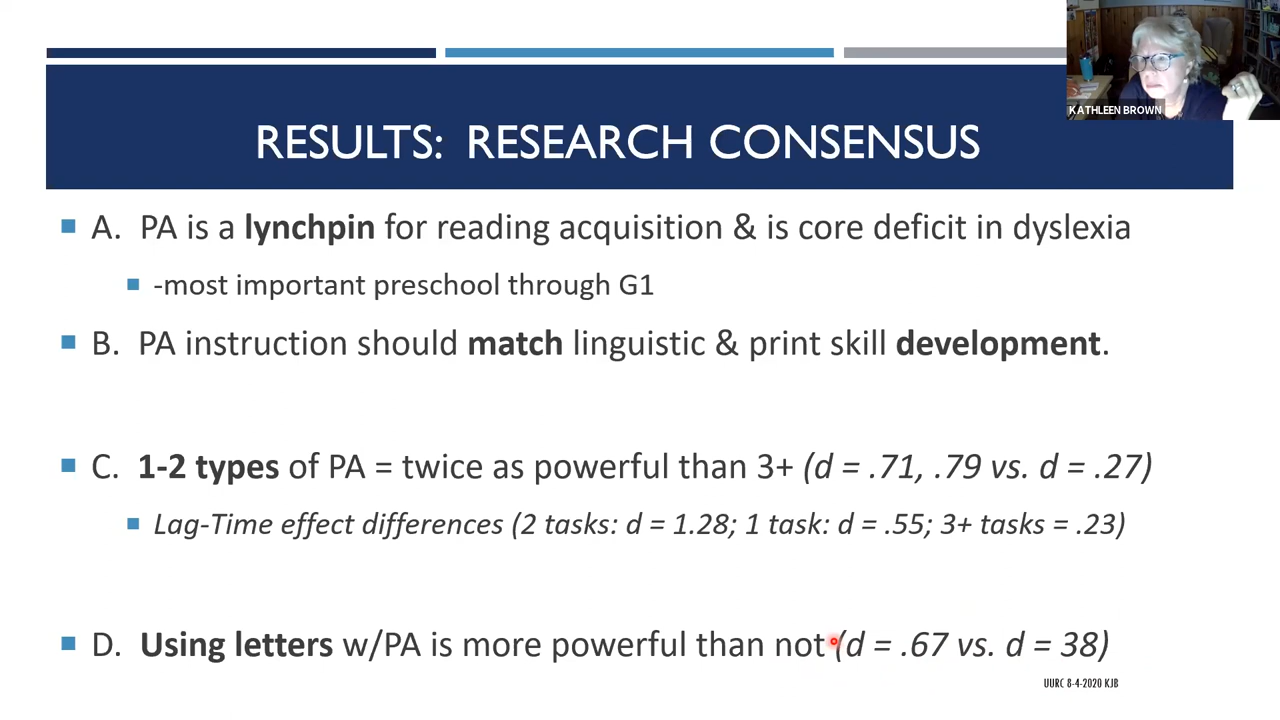 KATHLEEN BROWN
RESULTS: RESEARCH CONSENSUS
A. PA is a lynchpin for reading acquisition & is core deficit in dyslexia
-most important preschool through G1
B. PA instruction should match linguistic & print skill development.
C. 1-2 types of PA = twice as powerful than 3+ (d = .71, .79 vs. d = .27)
Lag-Time effect differences (2 tasks: d = 1.28; 1 task: d = .55; 3+ tasks = .23)
D. Using letters w/PA is more powerful than not (d = .67 vs. d = 38)
UURC 8-4-2020 KJB